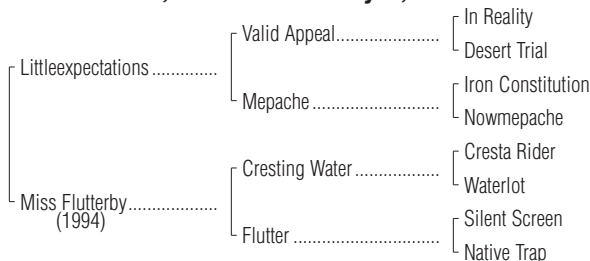 In Reality
Valid Appeal....................
Desert Trial
Littleexpectations .............
Iron Constitution
Mepache .........................
Nowmepache
Cresta Rider
Cresting Water ................
Waterlot
Miss Flutterby..................
(1994)
Silent Screen
Flutter ............................
Native Trap